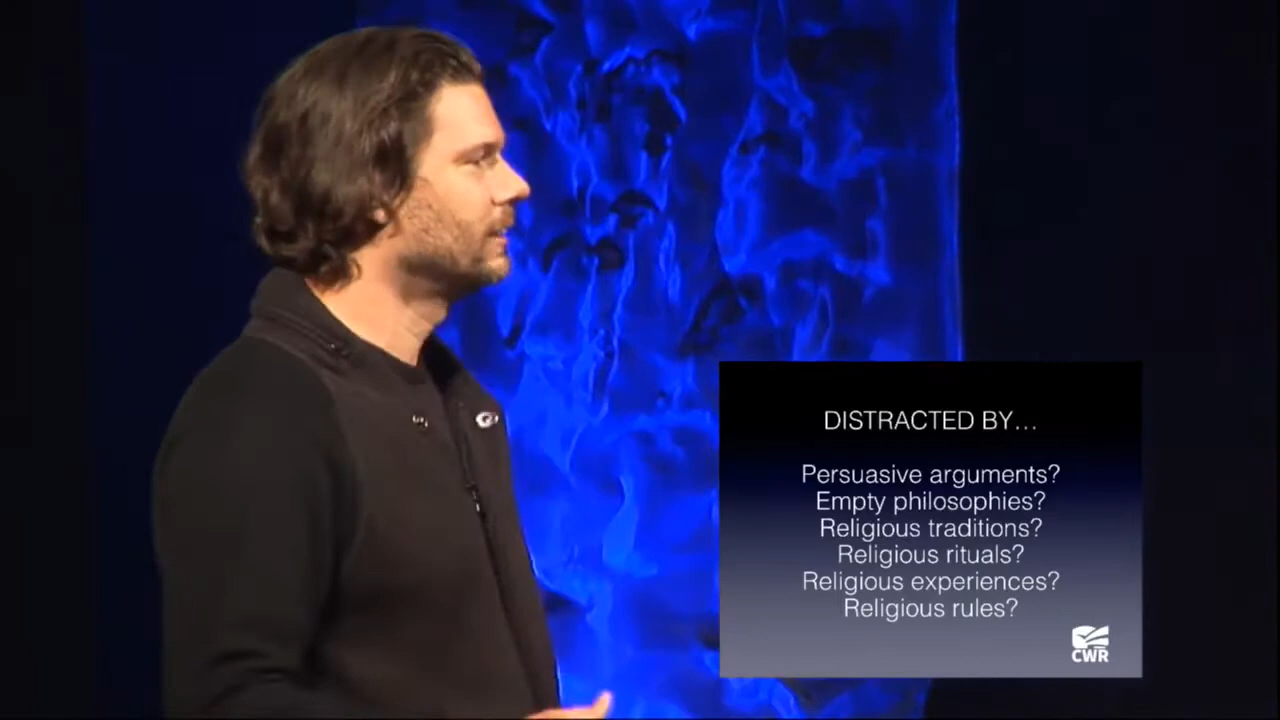 DISTRACTED BY...
Persuasive arguments?
Empty philosophies?
Religious traditions?
Religious rituals?
Religious experiences?
Religious rules?
CWR